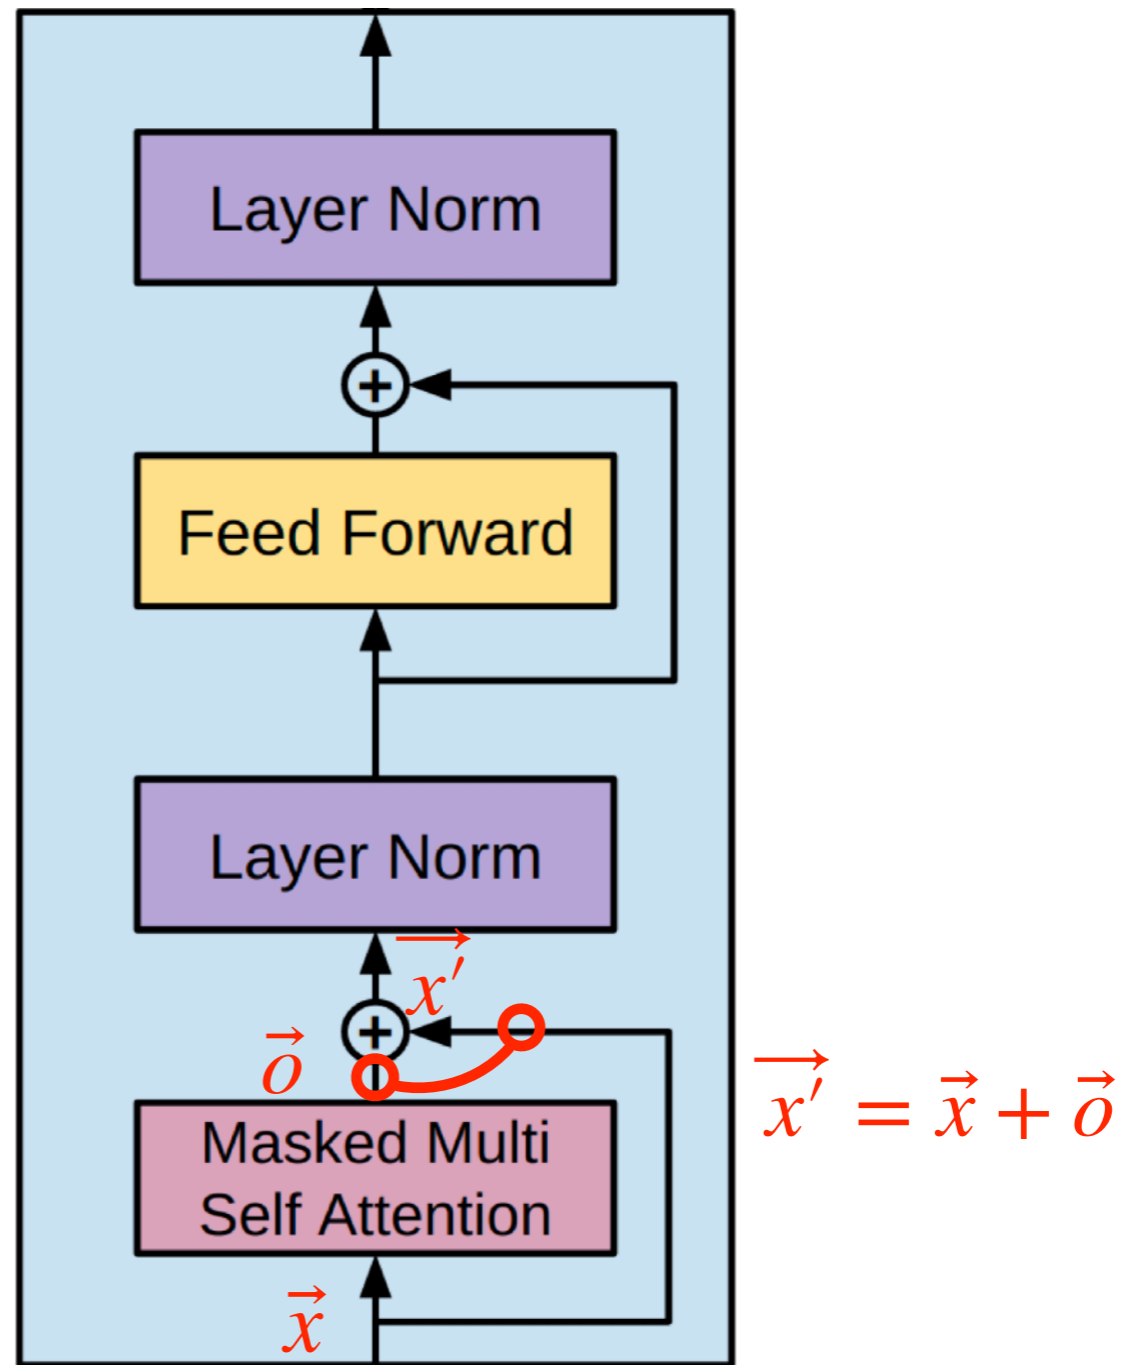 Layer Norm
+
Feed Forward
Layer Norm
x⃗′
+
o⃗
x⃗′ = x⃗ + o⃗
Masked Multi
Self Attention
x⃗